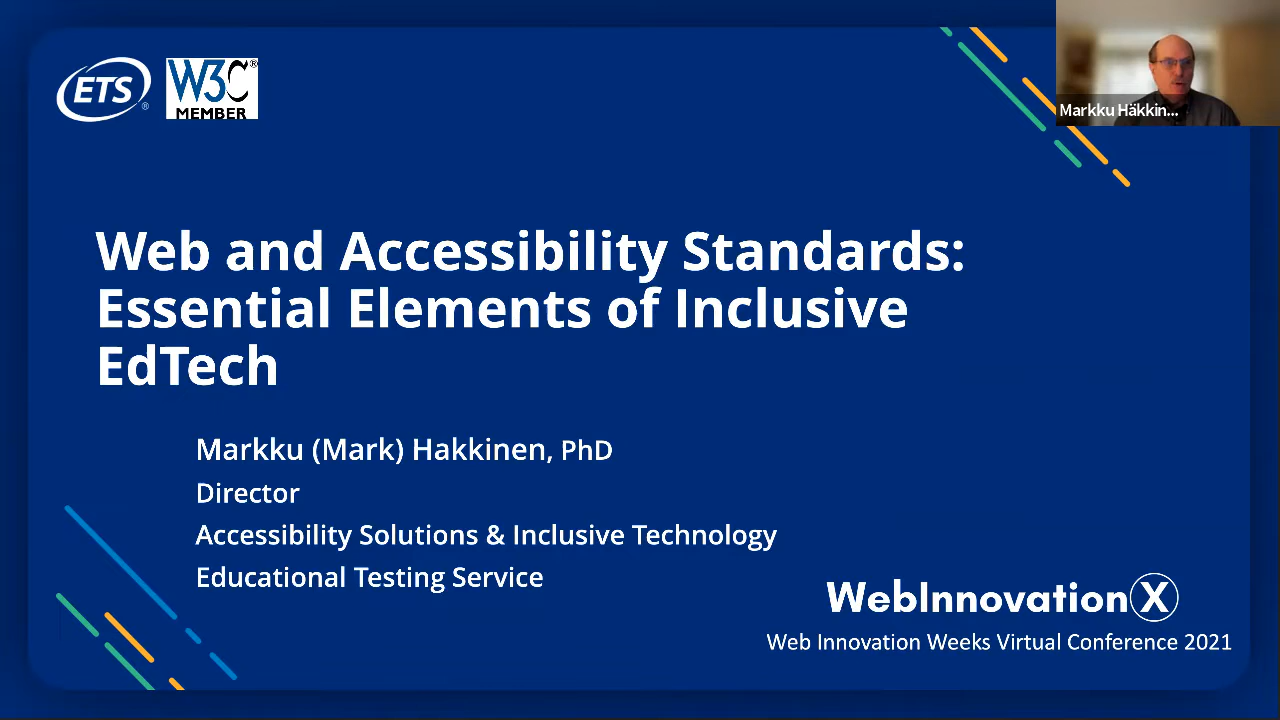 ETS®
W3C®
MEMBER
Markku Häkkin...
Web and Accessibility Standards:
Essential Elements of Inclusive
EdTech
Markku (Mark) Hakkinen, PhD
Director
Accessibility Solutions & Inclusive Technology
Educational Testing Service
WebInnovationX
Web Innovation Weeks Virtual Conference 2021